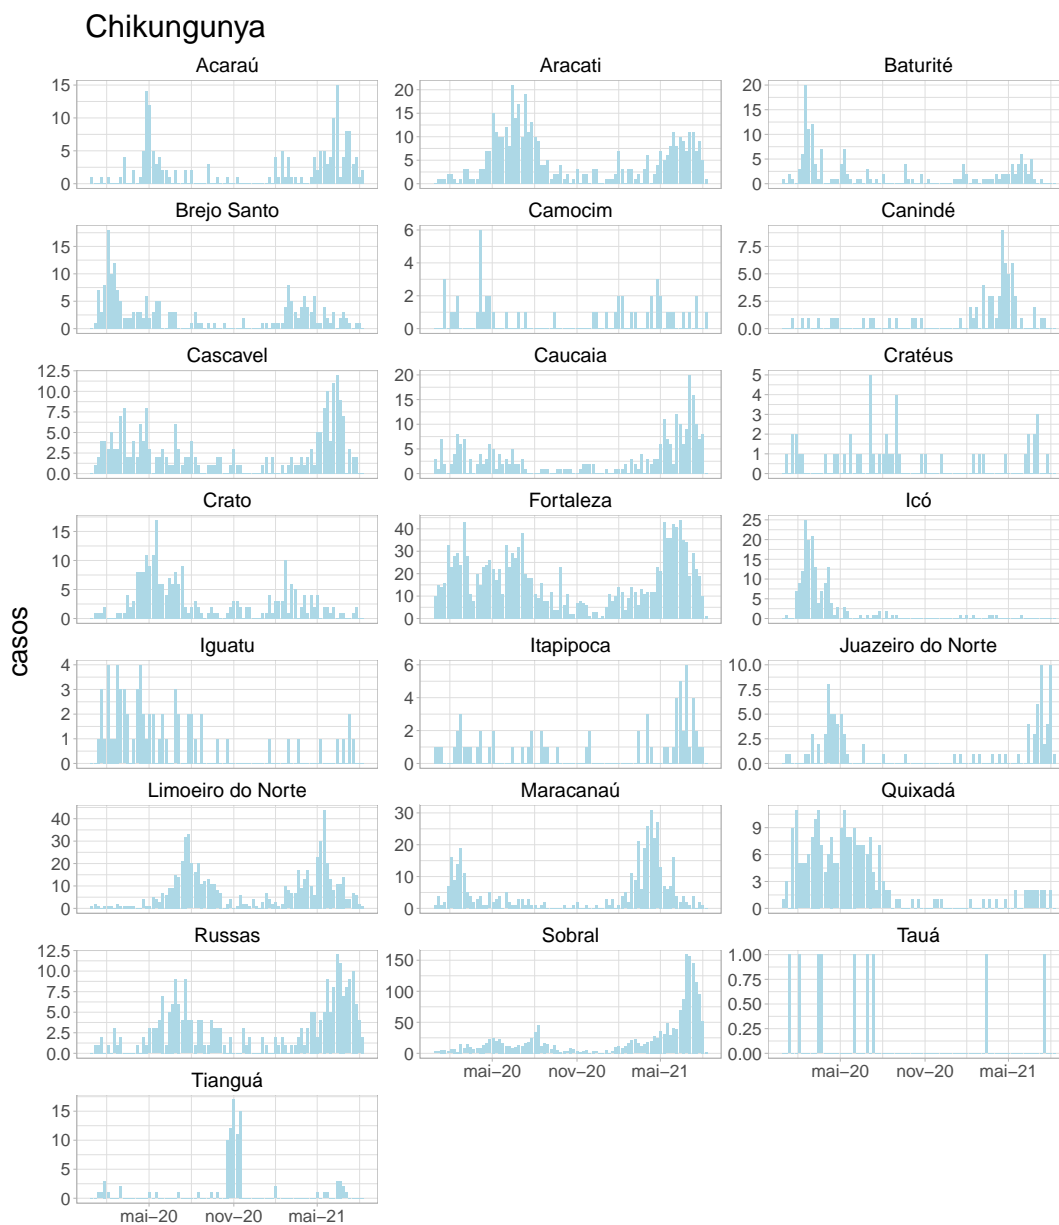 Chikungunya
Acaraú Aracati Baturité
15 10 5 0
20 15 10 5 0
20 15 10 5 0
Brejo Santo Camocim Canindé
15 10 5 0
6 4 2 0
7.5 5.0 2.5 0.0
Cascavel Caucaia Cratéus
12.5 10.0 7.5 5.0 2.5 0.0
20 15 10 5 0
5 4 3 2 1 0
Crato Fortaleza Icó
15 10 5 0
40 30 20 10 0
25 20 15 10 5 0
casos
Iguatu Itapipoca Juazeiro do Norte
4 3 2 1 0
6 4 2 0
10.0 7.5 5.0 2.5 0.0
Limoeiro do Norte Maracanaú Quixadá
40 30 20 10 0
30 20 10 0
9 6 3 0
Russas Sobral Tauá
12.5 10.0 7.5 5.0 2.5 0.0
150 100 50 0
1.00 0.75 0.50 0.25 0.00
mai–20 nov–20 mai–21 mai–20 nov–20 mai–21
Tianguá
15 10 5 0
mai–20 nov–20 mai–21